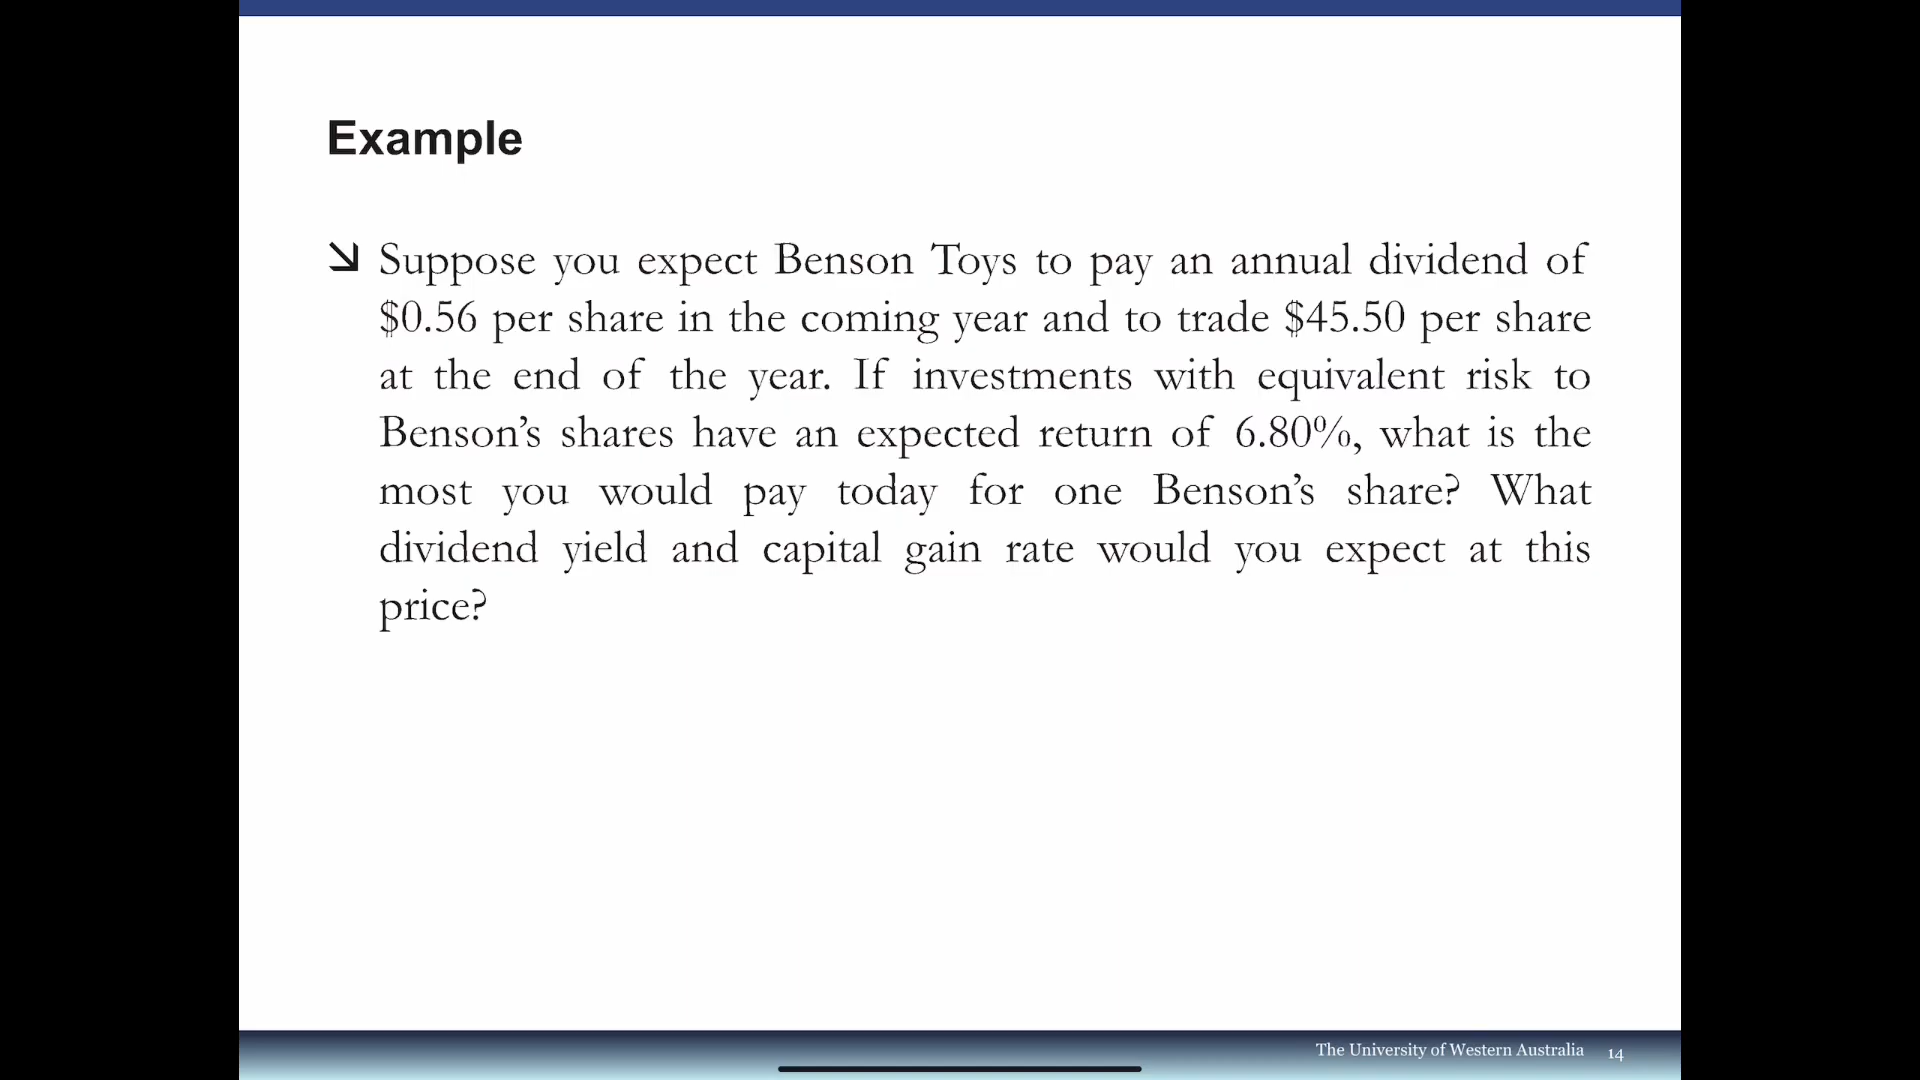 Example
Suppose you expect Benson Toys to pay an annual dividend of
$0.56 per share in the coming year and to trade $45.50 per share
at the end of the year. If investments with equivalent risk to
Benson’s shares have an expected return of 6.80%, what is the
most you would pay today for one Benson’s share? What
dividend yield and capital gain rate would you expect at this
price?
The University of Western Australia 14